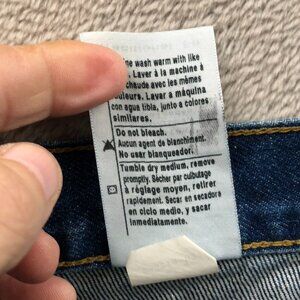 ine wash warm with like
. Laver à la machine à
chaude avec les mêmes
ouleurs. Lavar a máquina
con agua tibia, junto a colores
similares.
Do not bleach.
Aucun agent de blanchiment.
No usar blanqueador.
Tumble dry medium, remove
promptly. Sécher par culbutage
à réglage moyen, retirer
rapidement. Secar en secadora
en ciclo medio, y sacar
inmediatamente.